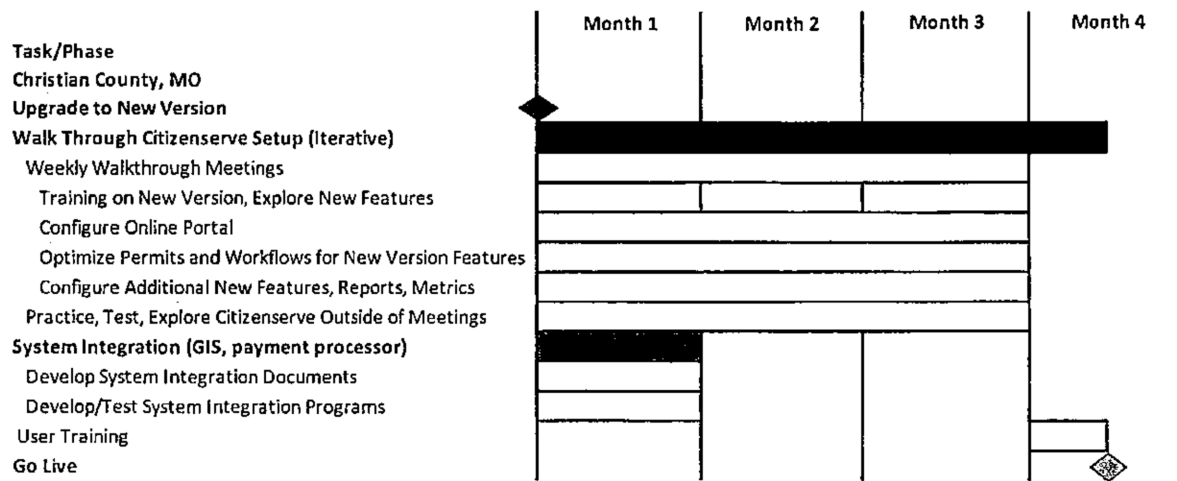 Month 1 Month 2 Month 3 Month 4
Task/Phase
Christian County, MO
Upgrade to New Version
Walk Through Citizenserve Setup (Iterative)
Weekly Walkthrough Meetings
Training on New Version, Explore New Features
Configure Online Portal
Optimize Permits and Workflows for New Version Features
Configure Additional New Features, Reports, Metrics
Practice, Test, Explore Citizenserve Outside of Meetings
System Integration (GIS, payment processor)
Develop System Integration Documents
Develop/Test System Integration Programs
User Training
Go Live